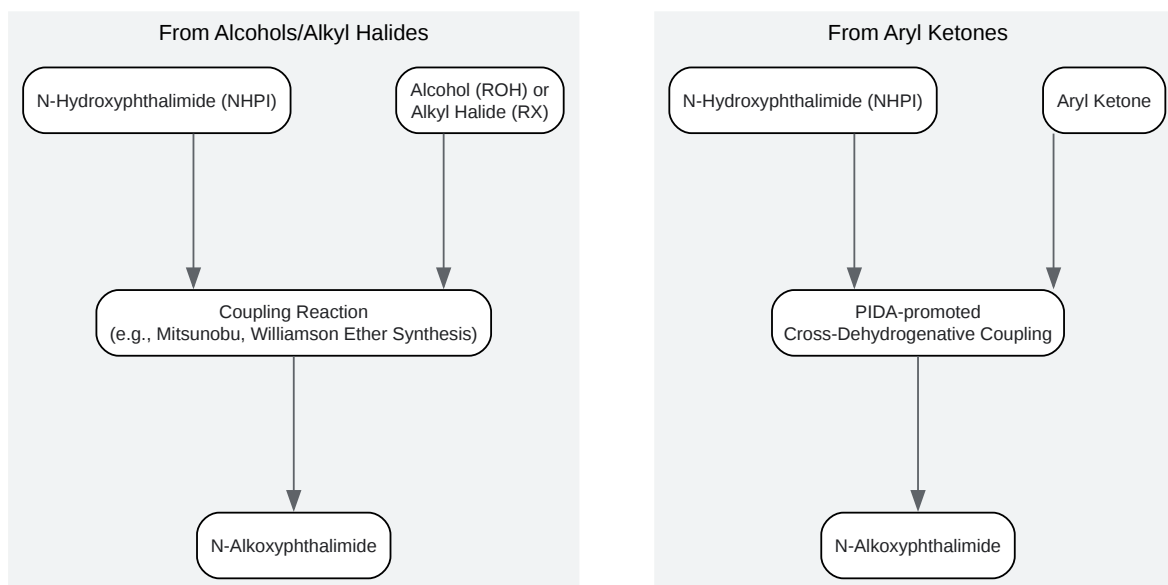 From Alcohols/Alkyl Halides
N-Hydroxyphthalimide (NHPI)
Alcohol (ROH) or
Alkyl Halide (RX)
Coupling Reaction
(e.g., Mitsunobu, Williamson Ether Synthesis)
N-Alkoxyphthalimide
From Aryl Ketones
N-Hydroxyphthalimide (NHPI)
Aryl Ketone
PIDA-promoted
Cross-Dehydrogenative Coupling
N-Alkoxyphthalimide